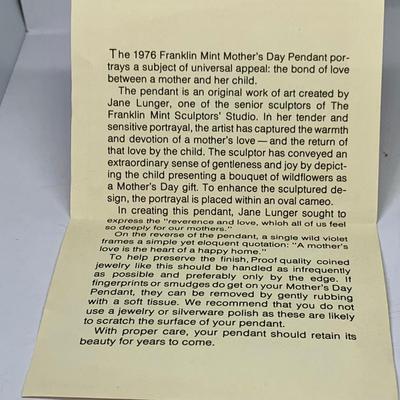 The 1976 Franklin Mint Mother's Day Pendant por-
trays a subject of universal appeal: the bond of love
between a mother and her child.
The pendant is an original work of art created by
Jane Lunger, one of the senior sculptors of The
Franklin Mint Sculptors' Studio. In her tender and
sensitive portrayal, the artist has captured the warmth
and devotion of a mother's love — and the return of
that love by the child. The sculptor has conveyed an
extraordinary sense of gentleness and joy by depict-
ing the child presenting a bouquet of wildflowers as
a Mother's Day gift. To enhance the sculptured de-
sign, the portrayal is placed within an oval cameo.
In creating this pendant, Jane Lunger sought to
express the "reverence and love, which all of us feel
so deeply for our mothers."
On the reverse of the pendant, a single wild violet
frames a simple yet eloquent quotation: "A mother's
love is the heart of a happy home."
To help preserve the finish, Proof quality coined
jewelry like this should be handled as infrequently
as possible and preferably only by the edge. If
fingerprints or smudges do get on your Mother's Day
Pendant, they can be removed by gently rubbing
with a soft tissue. We recommend that you do not
use a jewelry or silverware polish as these are likely
to scratch the surface of your pendant.
With proper care, your pendant should retain its
beauty for years to come.